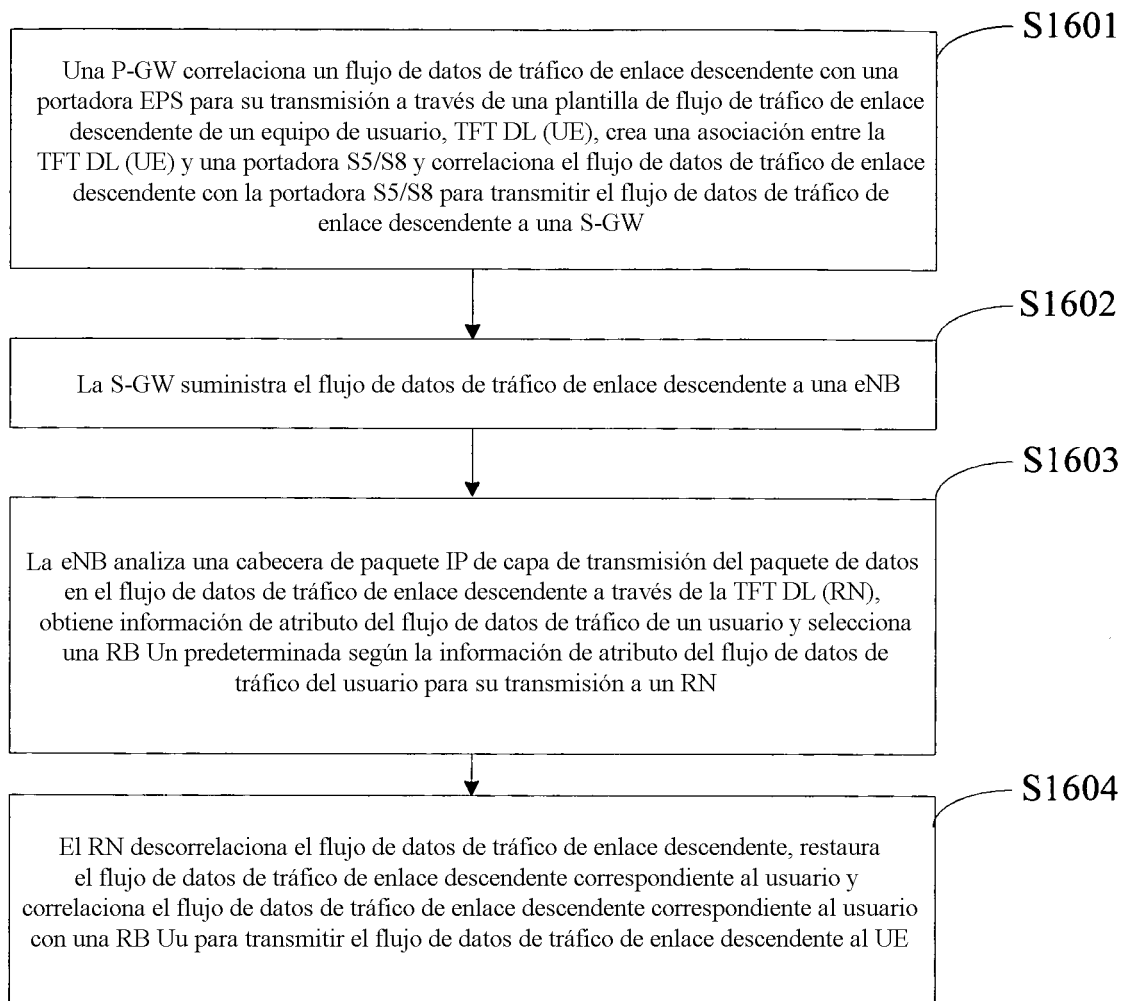 S1601
Una P-GW correlaciona un flujo de datos de tráfico de enlace descendente con una
portadora EPS para su transmisión a través de una plantilla de flujo de tráfico de enlace
descendente de un equipo de usuario, TFT DL (UE), crea una asociación entre la
TFT DL (UE) y una portadora S5/S8 y correlaciona el flujo de datos de tráfico de enlace
descendente con la portadora S5/S8 para transmitir el flujo de datos de tráfico de
enlace descendente a una S-GW
S1602
La S-GW suministra el flujo de datos de tráfico de enlace descendente a una eNB
S1603
La eNB analiza una cabecera de paquete IP de capa de transmisión del paquete de datos
en el flujo de datos de tráfico de enlace descendente a través de la TFT DL (RN),
obtiene información de atributo del flujo de datos de tráfico de un usuario y selecciona
una RB Un predeterminada según la información de atributo del flujo de datos de
tráfico del usuario para su transmisión a un RN
S1604
El RN descorrelaciona el flujo de datos de tráfico de enlace descendente, restaura
el flujo de datos de tráfico de enlace descendente correspondiente al usuario y
correlaciona el flujo de datos de tráfico de enlace descendente correspondiente al usuario
con una RB Uu para transmitir el flujo de datos de tráfico de enlace descendente al UE